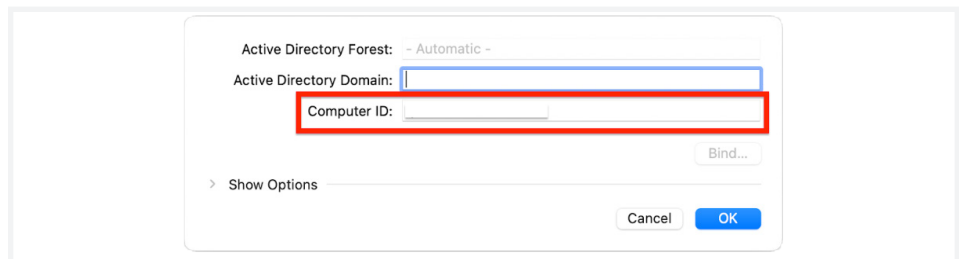 Active Directory Forest: - Automatic -
Active Directory Domain:
Computer ID:
Bind...
> Show Options
Cancel OK